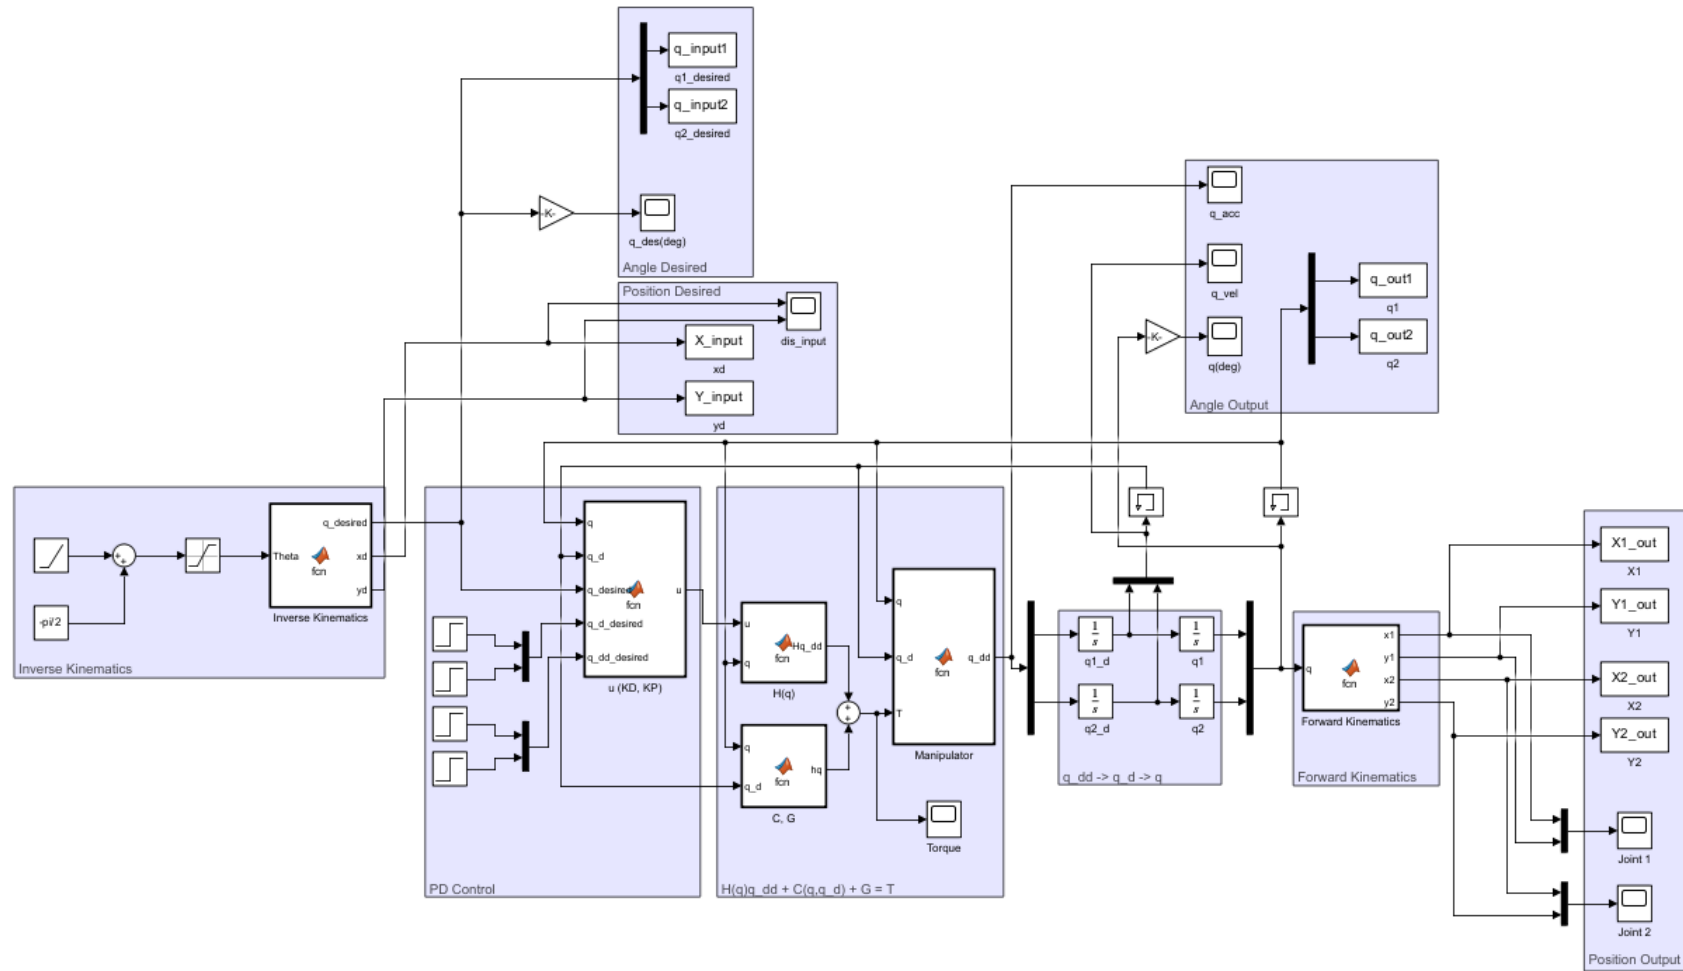 q_input1
q1_desired
q_input2
q2_desired
-K-
q_des(deg)
Angle Desired
Position Desired
dis_input
X_input
xd
Y_input
yd
q_acc
q_vel
-K-
q(deg)
q_out1
q1
q_out2
q2
Angle Output
-pi/2
Theta
fcn
q_desired
xd
yd
Inverse Kinematics
Inverse Kinematics
q
q_d
q_desired
q_d_desired
q_dd_desired
fcn
u
u (KD, KP)
PD Control
u
q
fcn
Hq_dd
H(q)
q
q_d
fcn
hq
C, G
+
+
+
+
q
q_d
T
fcn
q_dd
Manipulator
Torque
H(q)q_dd + C(q,q_d) + G = T
1
s
q1_d
1
s
q1
1
s
q2_d
1
s
q2
q_dd -> q_d -> q
q
fcn
x1
y1
x2
y2
Forward Kinematics
Forward Kinematics
X1_out
X1
Y1_out
Y1
X2_out
X2
Y2_out
Y2
Joint 1
Joint 2
Position Output